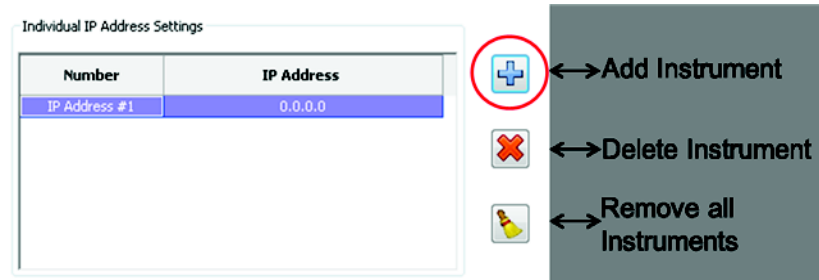 Individual IP Address Settings
Number IP Address
IP Address #1 0.0.0.0
Add Instrument
Delete Instrument
Remove all
Instruments